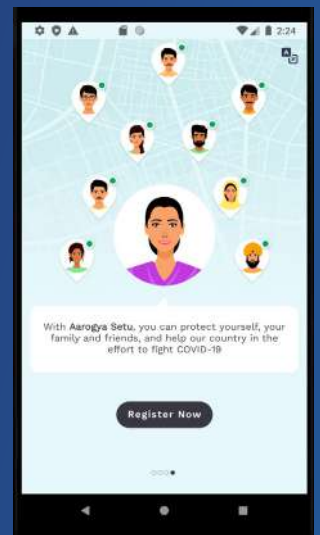 2:24
With Aarogya Setu, you can protect yourself, your
family and friends, and help our country in the
effort to fight COVID-19
Register Now